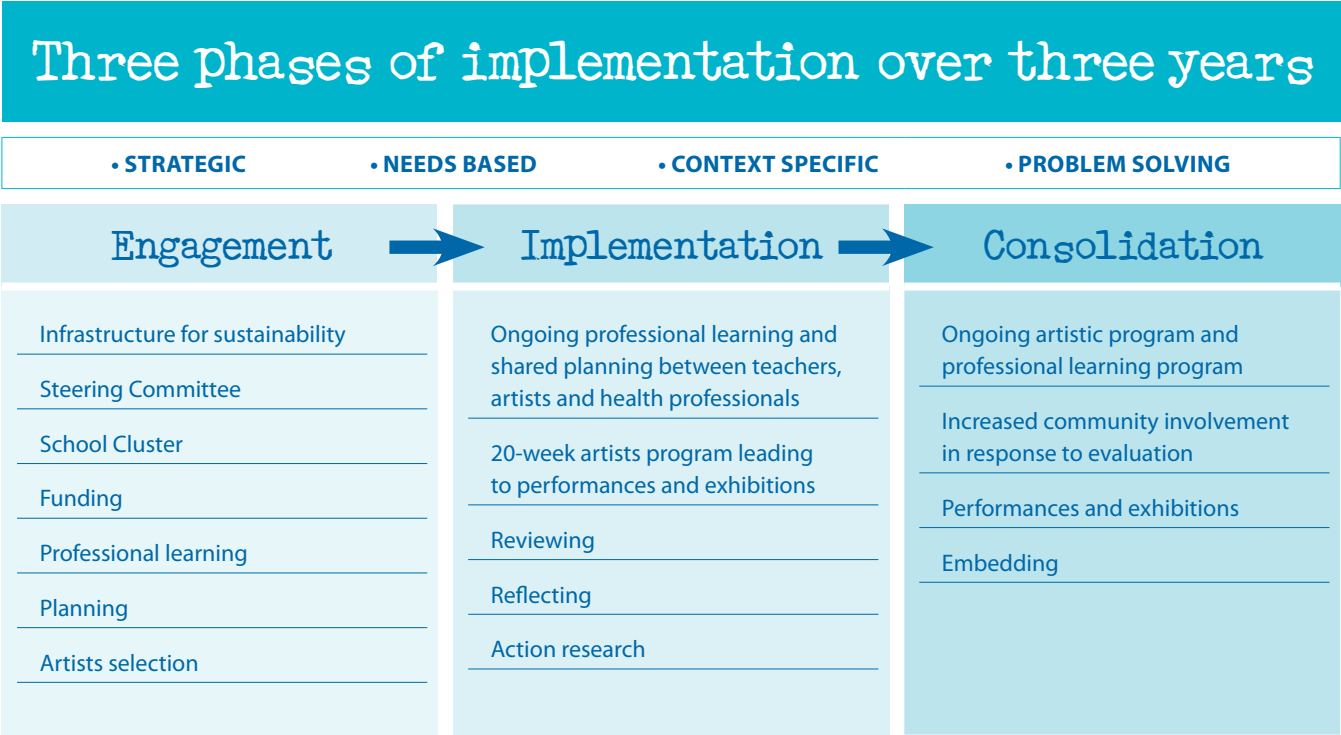 Three phases of implementation over three years
• STRATEGIC • NEEDS BASED • CONTEXT SPECIFIC • PROBLEM SOLVING
Engagement
Infrastructure for sustainability
Steering Committee
School Cluster
Funding
Professional learning
Planning
Artists selection
Implementation
Ongoing professional learning and
shared planning between teachers,
artists and health professionals
20-week artists program leading
to performances and exhibitions
Reviewing
Reflecting
Action research
Consolidation
Ongoing artistic program and
professional learning program
Increased community involvement
in response to evaluation
Performances and exhibitions
Embedding